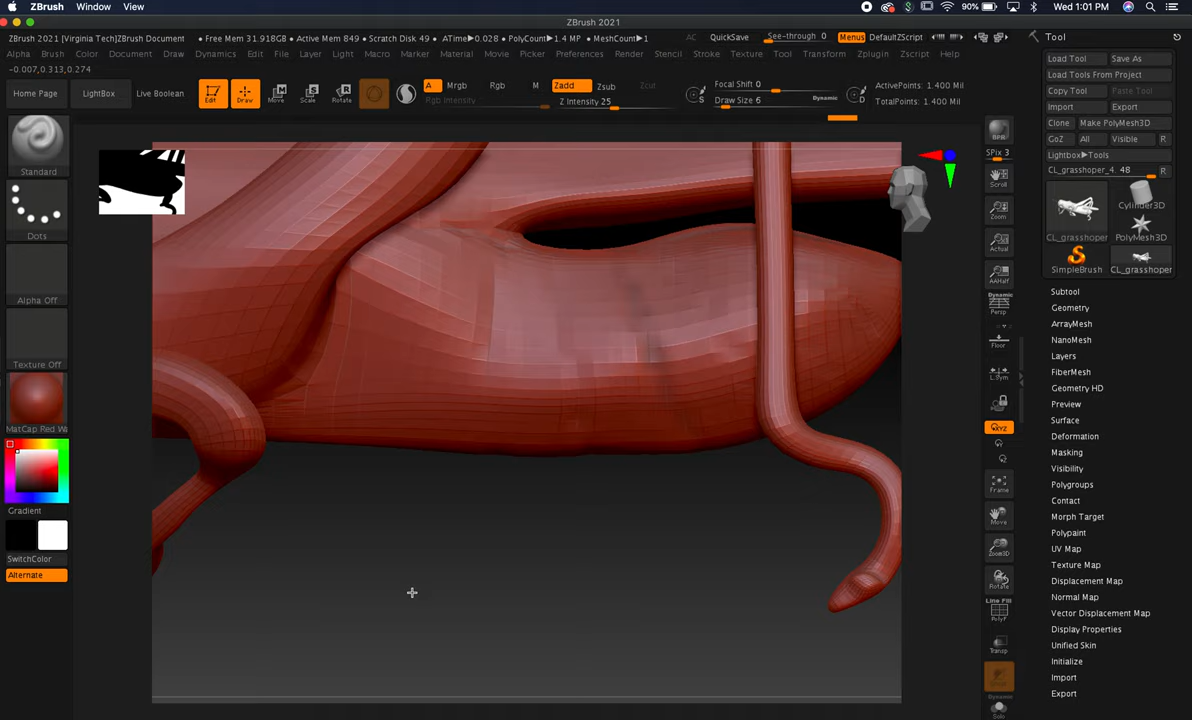 ZBrush Window View 90% Wed 1:01 PM
ZBrush 2021
ZBrush 2021 [Virginia Tech]ZBrush Document • Free Mem 31.918GB • Active Mem 849 • Scratch Disk 49 • ATime▶0.028 • PolyCount▶1.4 MP • MeshCount▶1 AC QuickSave See-through 0 Menus DefaultZScript
Alpha Brush Color Document Draw Dynamics Edit File Layer Light Macro Marker Material Movie Picker Preferences Render Stencil Stroke Texture Tool Transform Zplugin Zscript Help
-0.007,0.313,0.274
Home Page LightBox Live Boolean Edit Draw Move Scale Rotate A Mrgb Rgb M Zadd Zsub Zcut
Rgb Intensity Z Intensity 25 Focal Shift 0 S Draw Size 6 Dynamic D
ActivePoints: 1.400 Mil
TotalPoints: 1.400 Mil
Standard
Dots
Alpha Off
Texture Off
MatCap Red Wa
Gradient
SwitchColor
Alternate
BPR
SPix 3
Scroll
Zoom
Actual
AAHalf
Dynamic
Persp
Floor
L.Sym
XYZ
Frame
Move
Zoom3D
Rotate
Line Fill
PolyF
Transp
Dynamic
Solo
Tool
Load Tool Save As
Load Tools From Project
Copy Tool Paste Tool
Import Export
Clone Make PolyMesh3D
GoZ All Visible R
Lightbox▶Tools
CL_grasshoper_4. 48 R
Cylinder3D
CL_grasshoper PolyMesh3D
SimpleBrush CL_grasshoper
Subtool
Geometry
ArrayMesh
NanoMesh
Layers
FiberMesh
Geometry HD
Preview
Surface
Deformation
Masking
Visibility
Polygroups
Contact
Morph Target
Polypaint
UV Map
Texture Map
Displacement Map
Normal Map
Vector Displacement Map
Display Properties
Unified Skin
Initialize
Import
Export